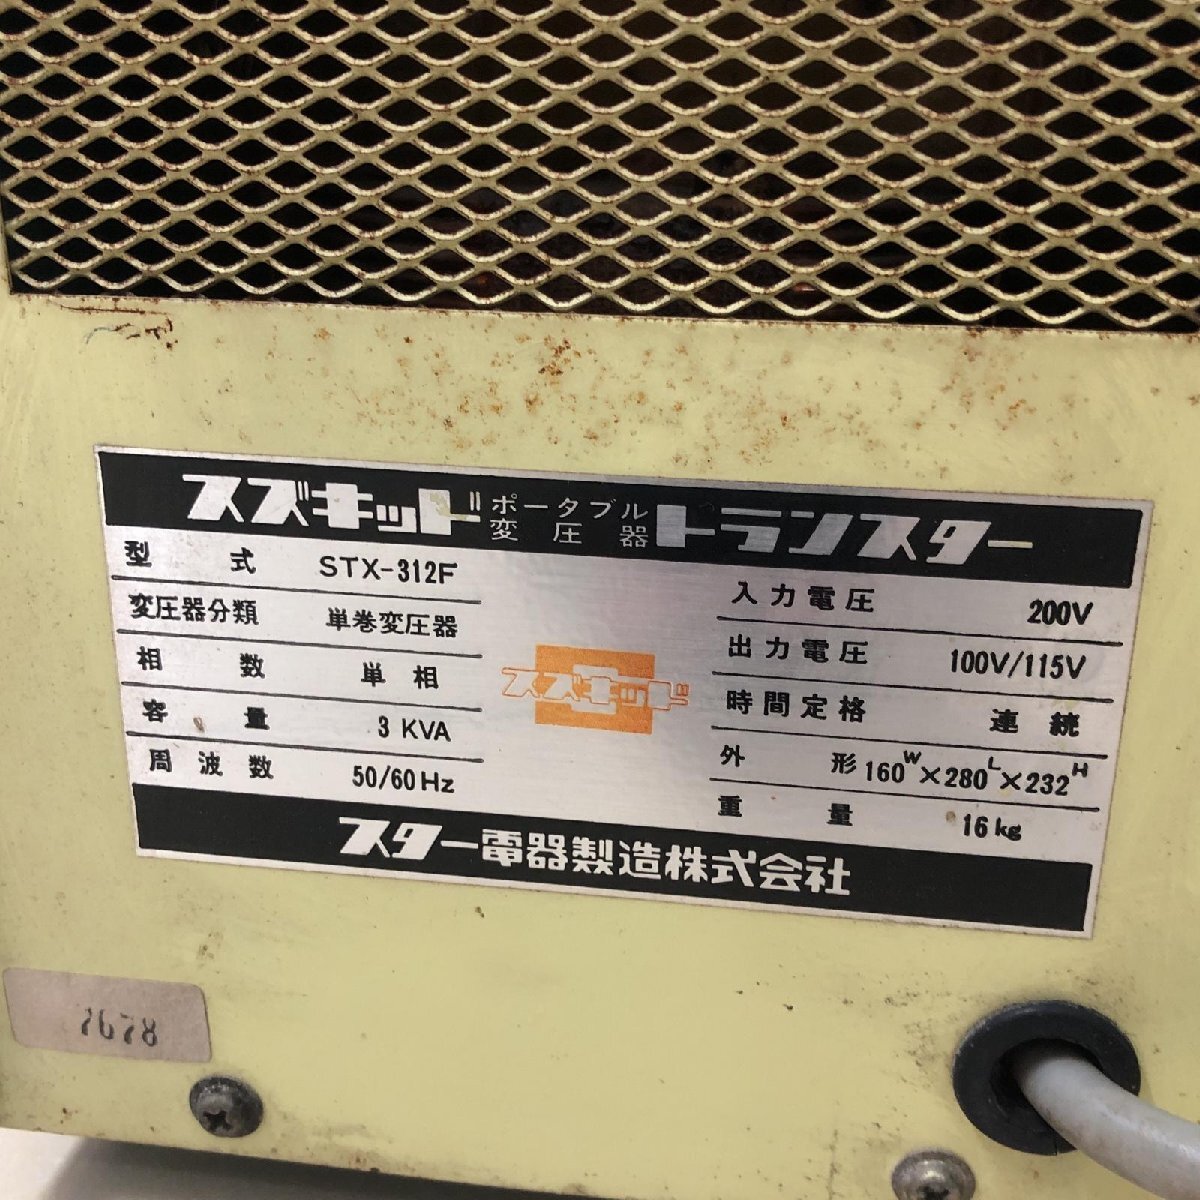 スズキッド ポータブル変圧器 トランスター
型式 STX-312F
変圧器分類 単巻変圧器
相数 単相
容量 3 KVA
周波数 50/60Hz
スズキッド
入力電圧 200V
出力電圧 100V/115V
時間定格 連続
外形 160W×280L×232H
重量 16kg
スター電器製造株式会社
7678